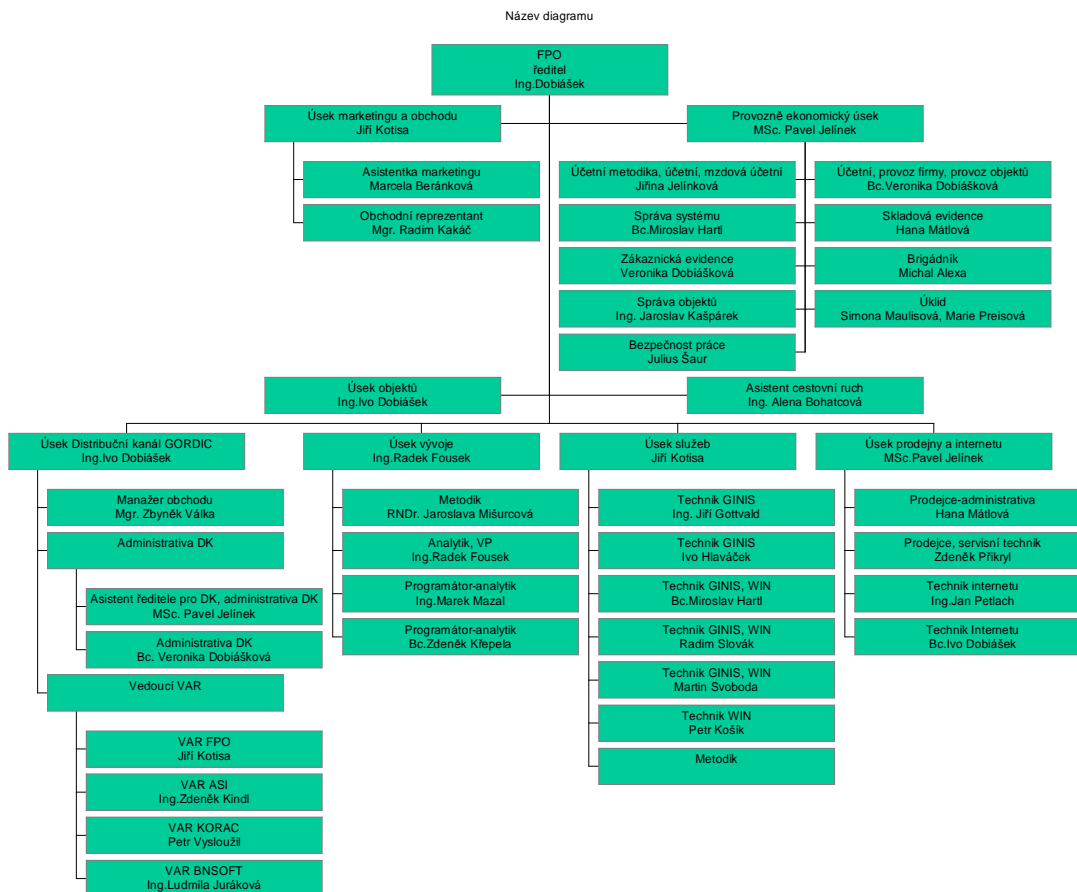 Název diagramu
FPO
ředitel
Ing.Dobiášek
Úsek marketingu a obchodu
Jiří Kotisa
Provozně ekonomický úsek
MSc. Pavel Jelínek
Asistentka marketingu
Marcela Beránková
Obchodní reprezentant
Mgr. Radim Kakáč
Účetní metodika, účetní, mzdová účetní
Jiřina Jelínková
Účetní, provoz firmy, provoz objektů
Bc.Veronika Dobiášková
Správa systému
Bc.Miroslav Hartl
Skladová evidence
Hana Mátlová
Zákaznická evidence
Veronika Dobiášková
Brigádník
Michal Alexa
Správa objektů
Ing. Jaroslav Kašpárek
Úklid
Simona Maulisová, Marie Preisová
Bezpečnost práce
Julius Šaur
Úsek objektů
Ing.Ivo Dobiášek
Asistent cestovní ruch
Ing. Alena Bohatcová
Úsek Distribuční kanál GORDIC
Ing.Ivo Dobiášek
Manažer obchodu
Mgr. Zbyněk Válka
Administrativa DK
Asistent ředitele pro DK, administrativa DK
MSc. Pavel Jelínek
Administrativa DK
Bc. Veronika Dobiášková
Vedoucí VAR
VAR FPO
Jiří Kotisa
VAR ASI
Ing.Zdeněk Kindl
VAR KORAC
Petr Vysloužil
VAR BNSOFT
Ing.Ludmila Juráková
Úsek vývoje
Ing.Radek Fousek
Metodik
RNDr. Jaroslava Mišurcová
Analytik, VP
Ing.Radek Fousek
Programátor-analytik
Ing.Marek Mazal
Programátor-analytik
Bc.Zdeněk Křepela
Úsek služeb
Jiří Kotisa
Technik GINIS
Ing. Jiří Gottvald
Technik GINIS
Ivo Hlaváček
Technik GINIS, WIN
Bc.Miroslav Hartl
Technik GINIS, WIN
Radim Slovák
Technik GINIS, WIN
Martin Svoboda
Technik WIN
Petr Košík
Metodik
Úsek prodejny a internetu
MSc.Pavel Jelínek
Prodejce-administrativa
Hana Mátlová
Prodejce, servisní technik
Zdeněk Přikryl
Technik internetu
Ing.Jan Petlach
Technik Internetu
Bc.Ivo Dobiášek